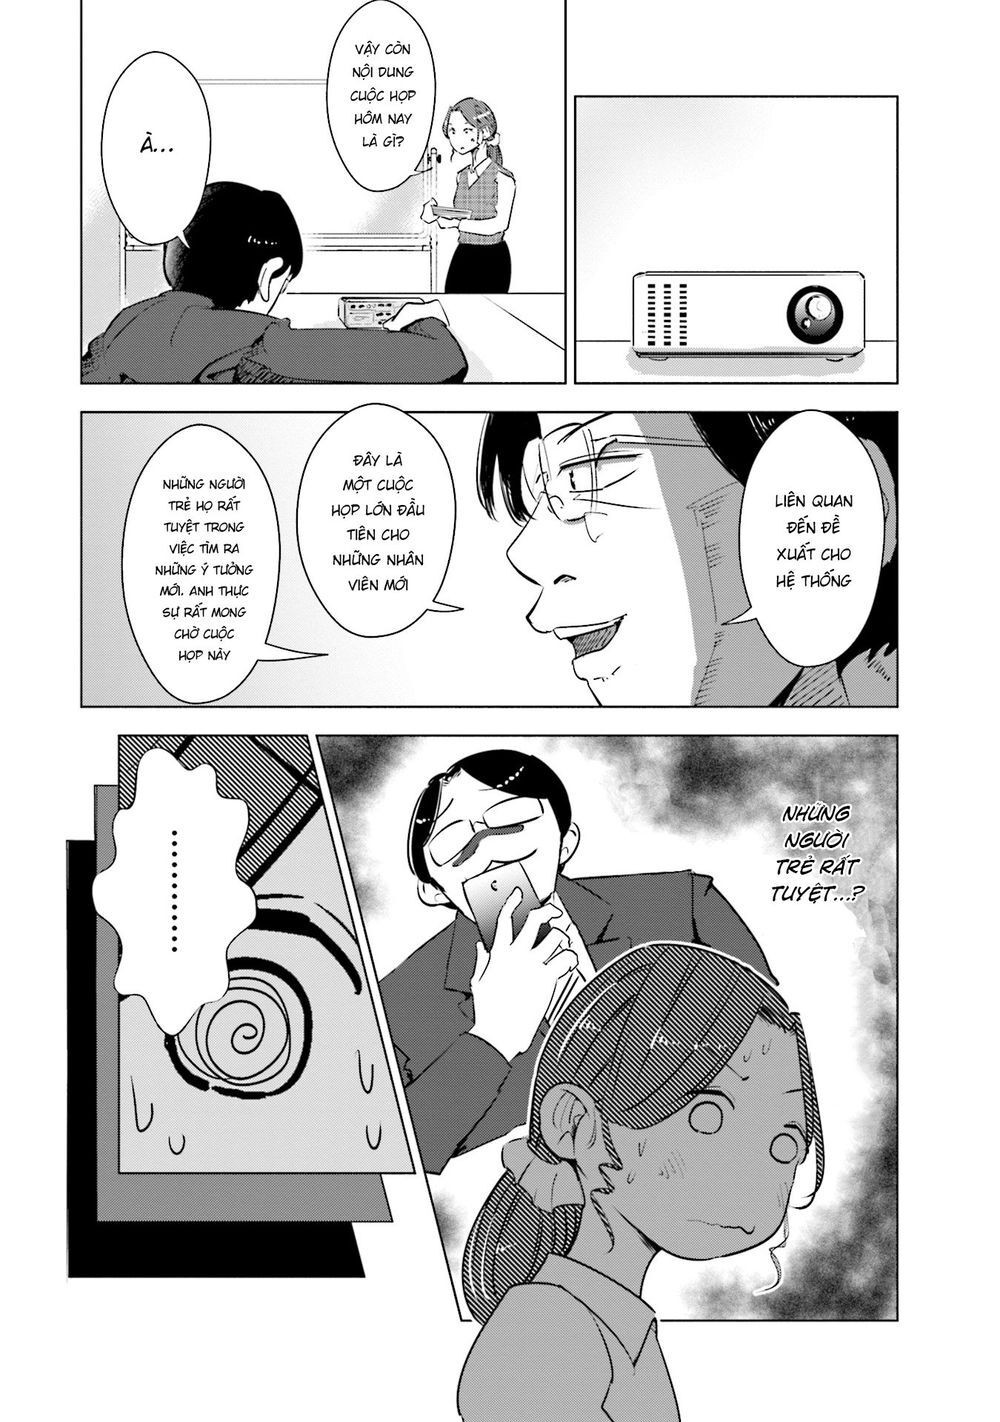 VẬY CÒN
NỘI DUNG
CUỘC HỌP
HÔM NAY
LÀ GÌ?
À...
LIÊN QUAN
ĐẾN ĐỀ
XUẤT CHO
HỆ THỐNG
ĐÂY LÀ
MỘT CUỘC
HỌP LỚN ĐẦU
TIÊN CHO
NHỮNG NHÂN
VIÊN MỚI
NHỮNG NGƯỜI
TRẺ HỌ RẤT
TUYỆT TRONG
VIỆC TÌM RA
NHỮNG Ý TƯỞNG
MỚI. ANH THỰC
SỰ RẤT MONG
CHỜ CUỘC
HỌP NÀY
NHỮNG
NGƯỜI
TRẺ RẤT
TUYỆT...?
.........